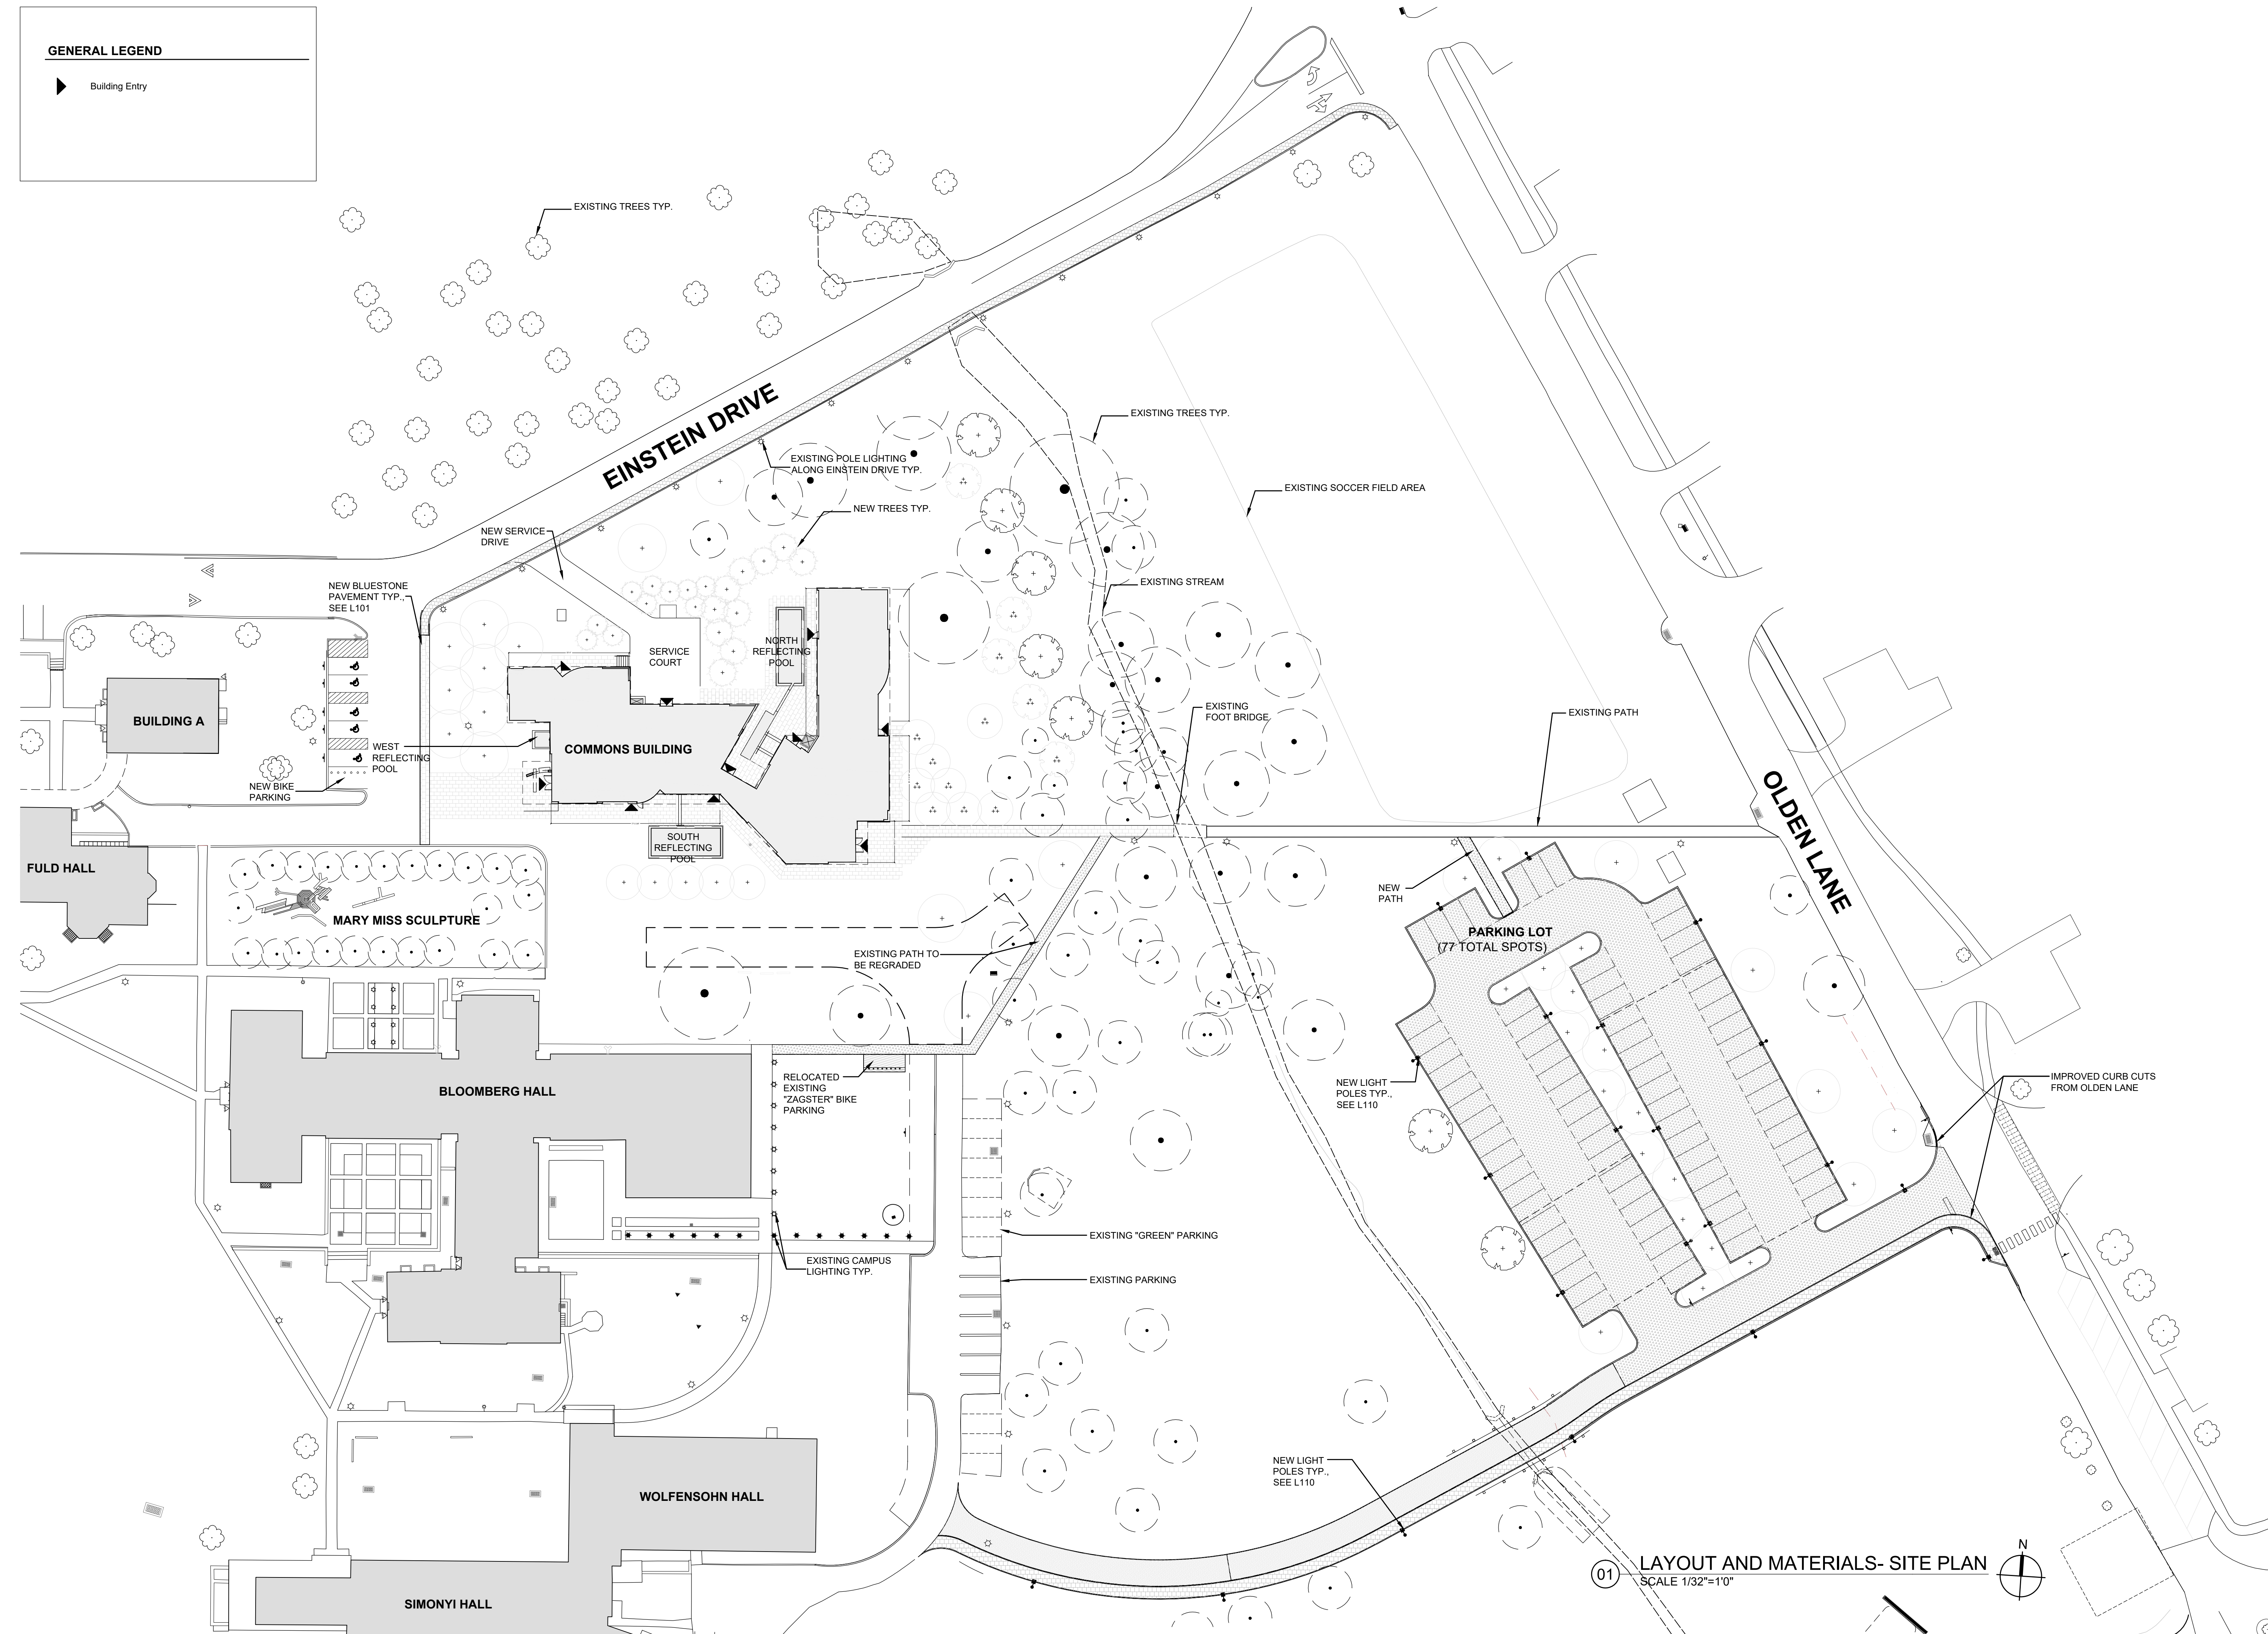 GENERAL LEGEND
Building Entry
EXISTING TREES TYP.
EINSTEIN DRIVE
EXISTING TREES TYP.
EXISTING POLE LIGHTING
ALONG EINSTEIN DRIVE TYP.
EXISTING SOCCER FIELD AREA
NEW TREES TYP.
NEW SERVICE
DRIVE
EXISTING STREAM
NEW BLUESTONE
PAVEMENT TYP.,
SEE L101
NORTH
REFLECTING
POOL
SERVICE
COURT
BUILDING A
EXISTING
FOOT BRIDGE
EXISTING PATH
WEST
REFLECTING
POOL
COMMONS BUILDING
NEW BIKE
PARKING
OLDEN LANE
SOUTH
REFLECTING
POOL
FULD HALL
NEW
PATH
MARY MISS SCULPTURE
PARKING LOT
(77 TOTAL SPOTS)
EXISTING PATH TO
BE REGRADED
BLOOMBERG HALL
RELOCATED
EXISTING
"ZAGSTER" BIKE
PARKING
NEW LIGHT
POLES TYP.,
SEE L110
IMPROVED CURB CUTS
FROM OLDEN LANE
EXISTING "GREEN" PARKING
EXISTING CAMPUS
LIGHTING TYP.
EXISTING PARKING
NEW LIGHT
POLES TYP.,
SEE L110
WOLFENSOHN HALL
SIMONYI HALL
N
01
LAYOUT AND MATERIALS- SITE PLAN
SCALE 1/32"=1'0"